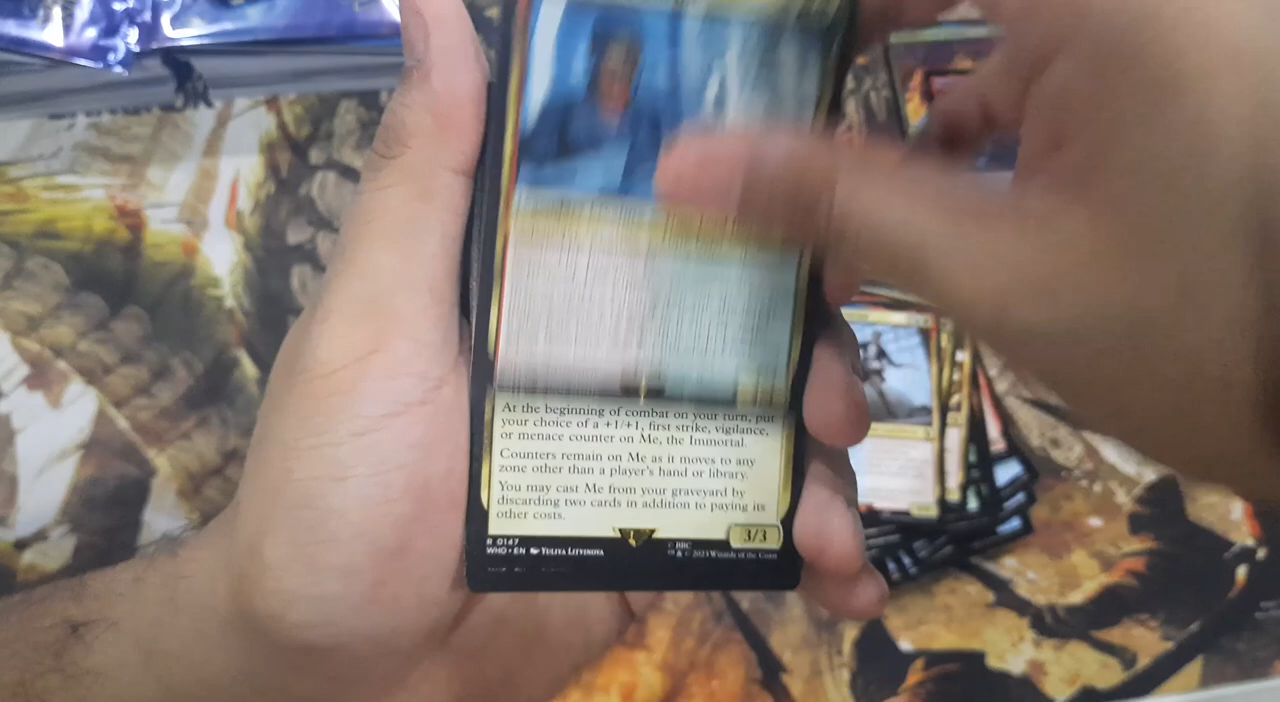 At the beginning of combat on your turn, put
your choice of a +1/+1, first strike, vigilance,
or menace counter on Me, the Immortal.
Counters remain on Me as it moves to any
zone other than a player's hand or library.
You may cast Me from your graveyard by
discarding two cards in addition to paying its
other costs.
3/3
R 0147
WHO • EN YULIYA LITVINOVA
© BBC
™ & © 2023 Wizards of the Coast